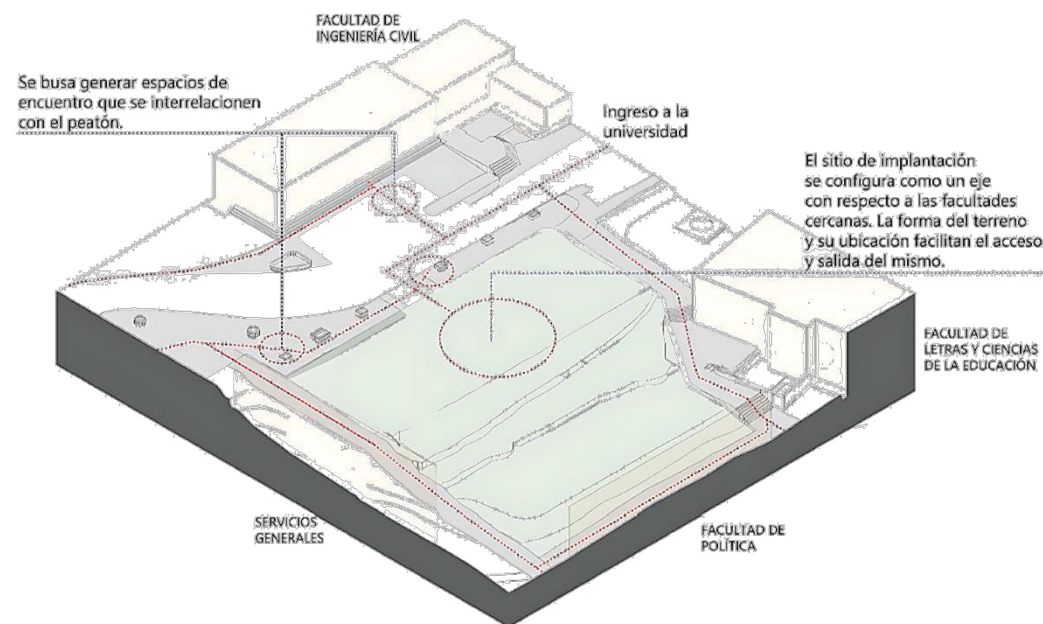 FACULTAD DE
INGENIERÍA CIVIL
Se busa generar espacios de
encuentro que se interrelacionen
con el peatón.
Ingreso a la
universidad
El sitio de implantación
se configura como un eje
con respecto a las facultades
cercanas. La forma del terreno
y su ubicación facilitan el acceso
y salida del mismo.
FACULTAD DE
LETRAS Y CIENCIAS
DE LA EDUCACIÓN
SERVICIOS
GENERALES
FACULTAD DE
POLÍTICA